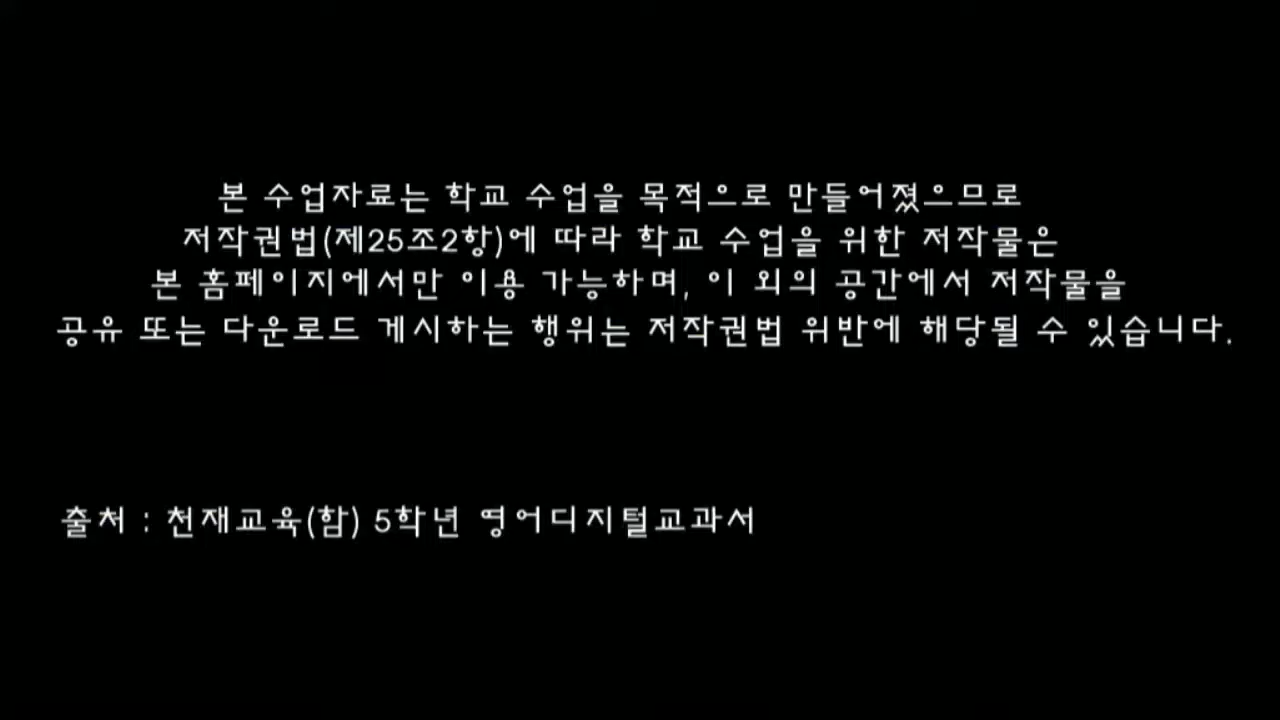 본 수업자료는 학교 수업을 목적으로 만들어졌으므로
저작권법(제25조2항)에 따라 학교 수업을 위한 저작물은
본 홈페이지에서만 이용 가능하며, 이 외의 공간에서 저작물을
공유 또는 다운로드 게시하는 행위는 저작권법 위반에 해당될 수 있습니다.
출처 : 천재교육(함) 5학년 영어디지털교과서